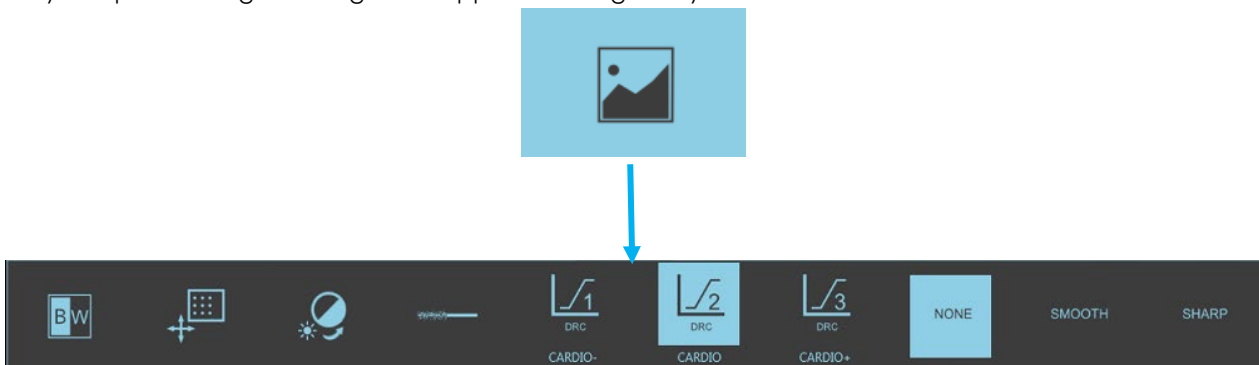 BW
1
DRC
CARDIO-
2
DRC
CARDIO
3
DRC
CARDIO+
NONE
SMOOTH
SHARP